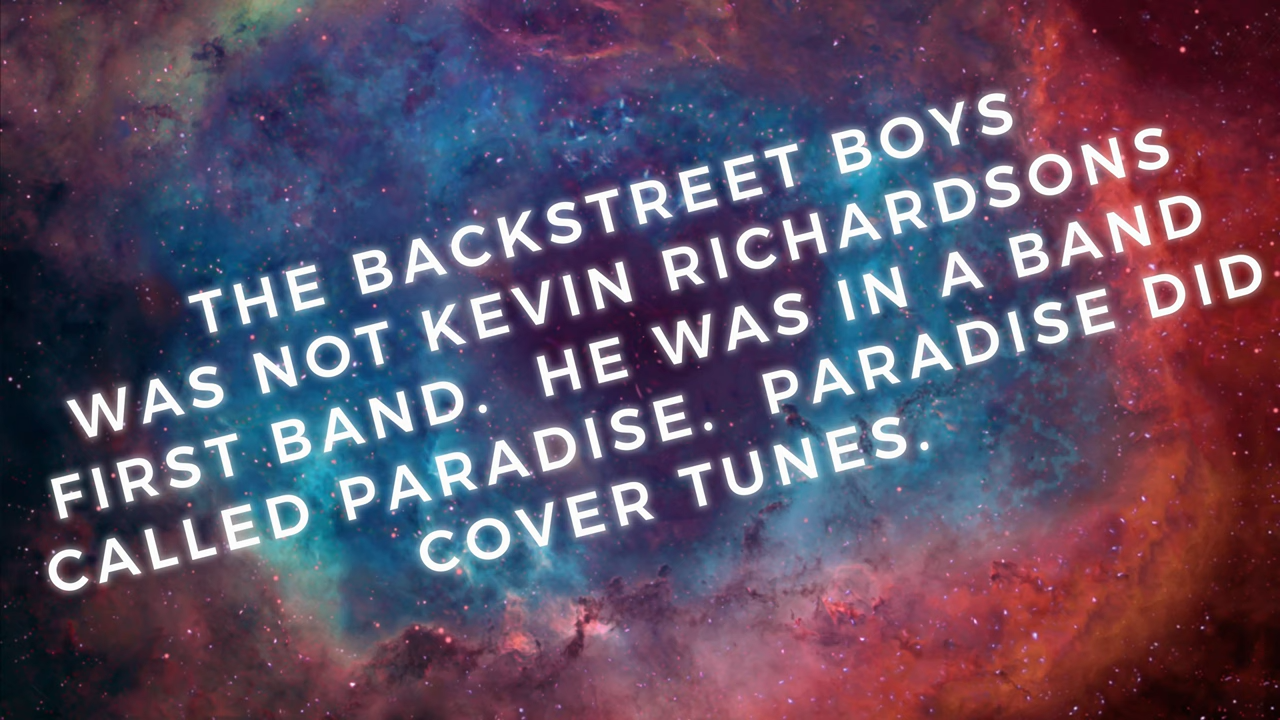 THE BACKSTREET BOYS
WAS NOT KEVIN RICHARDSONS
FIRST BAND.  HE WAS IN A BAND
CALLED PARADISE.  PARADISE DID
COVER TUNES.